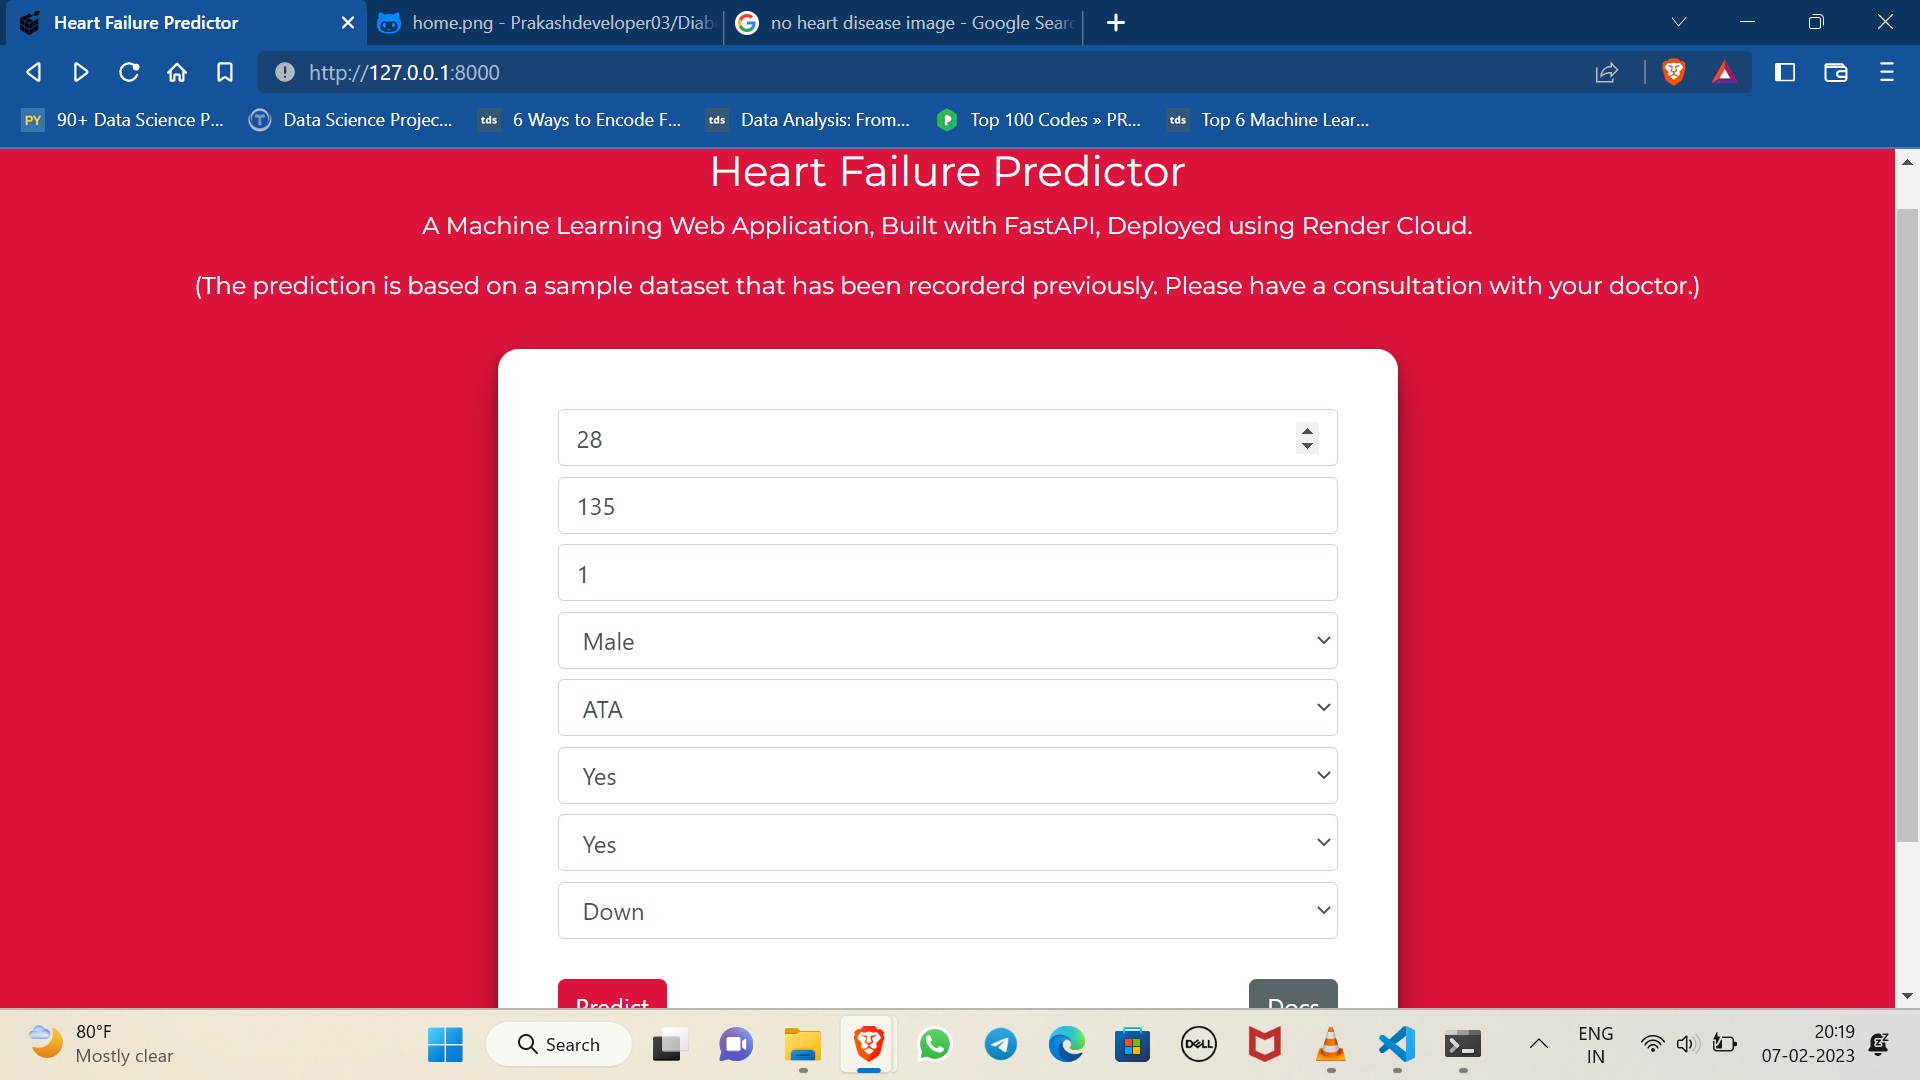 Heart Failure Predictor
home.png - Prakashdeveloper03/Diab
no heart disease image - Google Sear
http://127.0.0.1:8000
PY 90+ Data Science P...
Data Science Projec...
tds 6 Ways to Encode F...
tds Data Analysis: From...
Top 100 Codes » PR...
tds Top 6 Machine Lear...
Heart Failure Predictor
A Machine Learning Web Application, Built with FastAPI, Deployed using Render Cloud.
(The prediction is based on a sample dataset that has been recorderd previously. Please have a consultation with your doctor.)
28
135
1
Male
ATA
Yes
Yes
Down
Predict
Docs
80°F
Mostly clear
Search
DELL
ENG
IN
20:19
07-02-2023